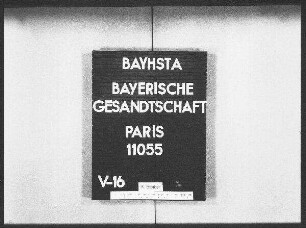 BAYHSTA
BAYERISCHE
GESANDTSCHAFT
PARIS
11055
V-16